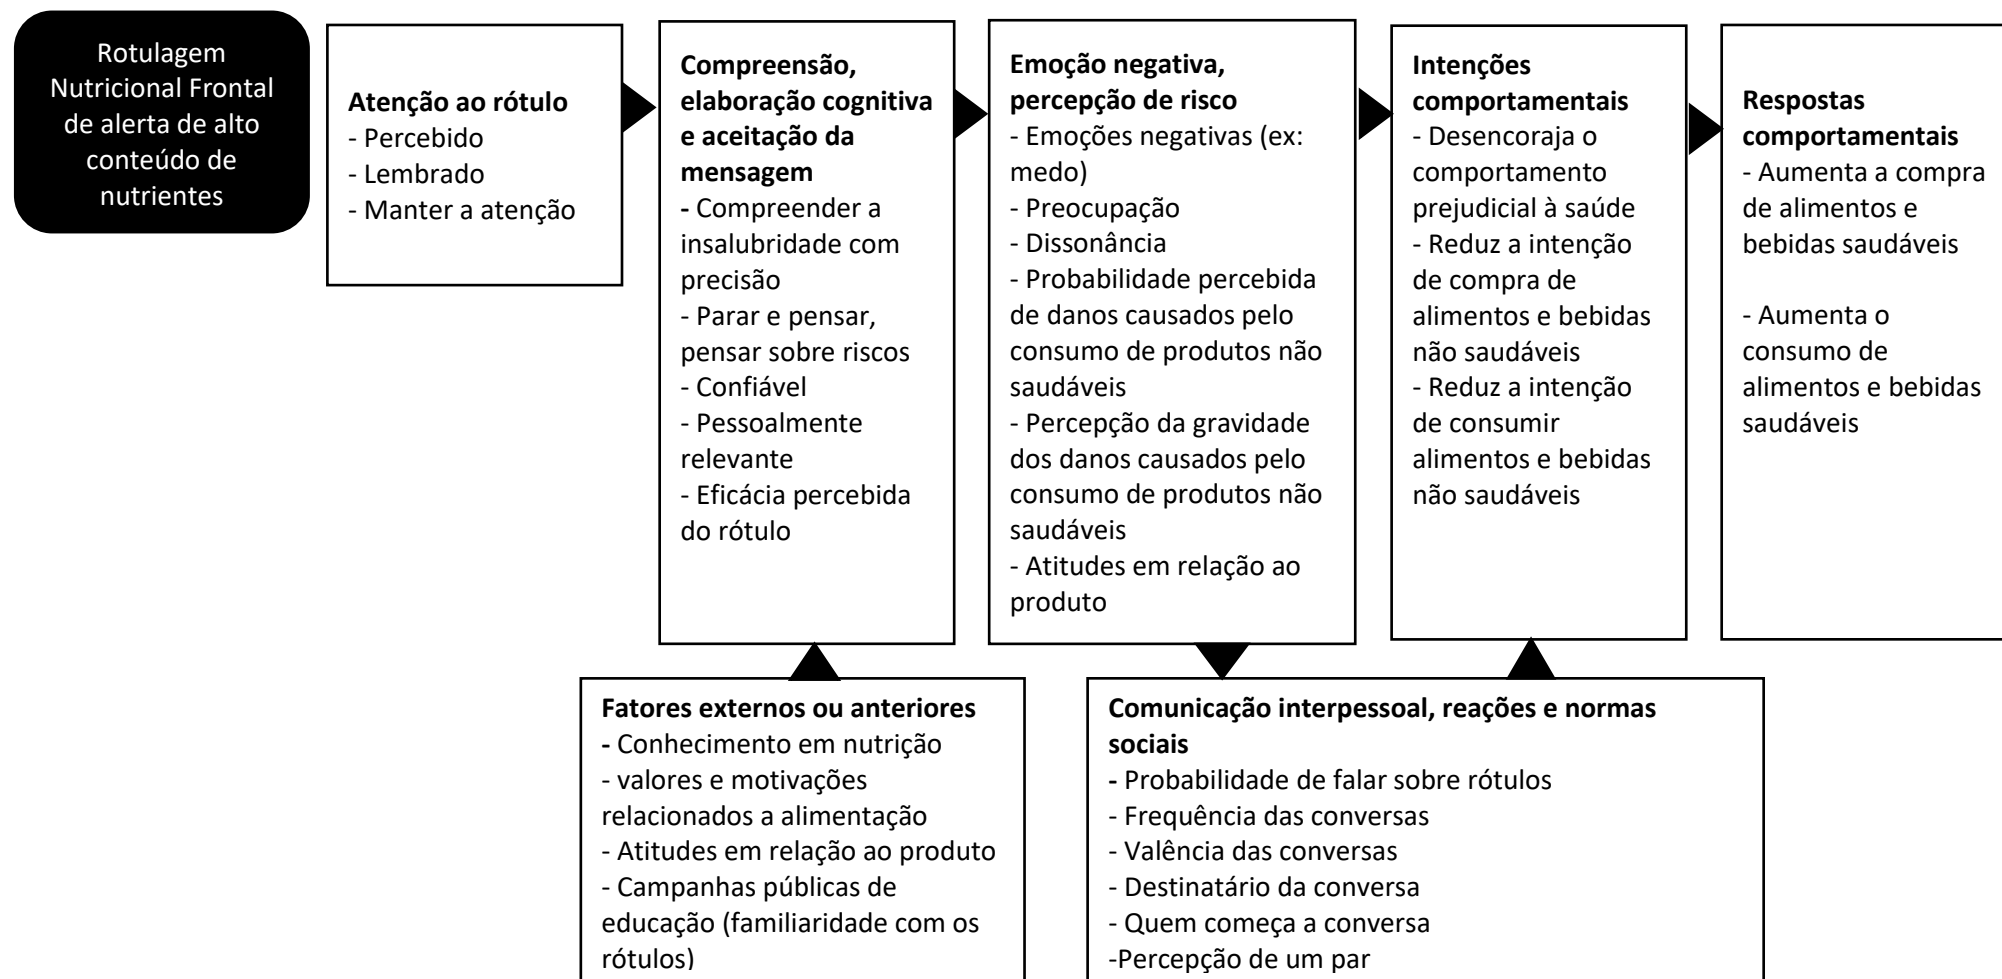 Rotulagem
Nutricional Frontal
de alerta de alto
conteúdo de
nutrientes
Atenção ao rótulo
- Percebido
- Lembrado
- Manter a atenção
Compreensão,
elaboração cognitiva
e aceitação da
mensagem
- Compreender a
insalubridade com
precisão
- Parar e pensar,
pensar sobre riscos
- Confiável
- Pessoalmente
relevante
- Eficácia percebida
do rótulo
Emoção negativa,
percepção de risco
- Emoções negativas (ex:
medo)
- Preocupação
- Dissonância
- Probabilidade percebida
de danos causados pelo
consumo de produtos não
saudáveis
- Percepção da gravidade
dos danos causados pelo
consumo de produtos não
saudáveis
- Atitudes em relação ao
produto
Intenções
comportamentais
- Desencoraja o
comportamento
prejudicial à saúde
- Reduz a intenção
de compra de
alimentos e bebidas
não saudáveis
- Reduz a intenção
de consumir
alimentos e bebidas
não saudáveis
Respostas
comportamentais
- Aumenta a compra
de alimentos e
bebidas saudáveis
- Aumenta o
consumo de
alimentos e bebidas
saudáveis
Fatores externos ou anteriores
- Conhecimento em nutrição
- valores e motivações
relacionados a alimentação
- Atitudes em relação ao produto
- Campanhas públicas de
educação (familiaridade com os
rótulos)
Comunicação interpessoal, reações e normas
sociais
- Probabilidade de falar sobre rótulos
- Frequência das conversas
- Valência das conversas
- Destinatário da conversa
- Quem começa a conversa
-Percepção de um par